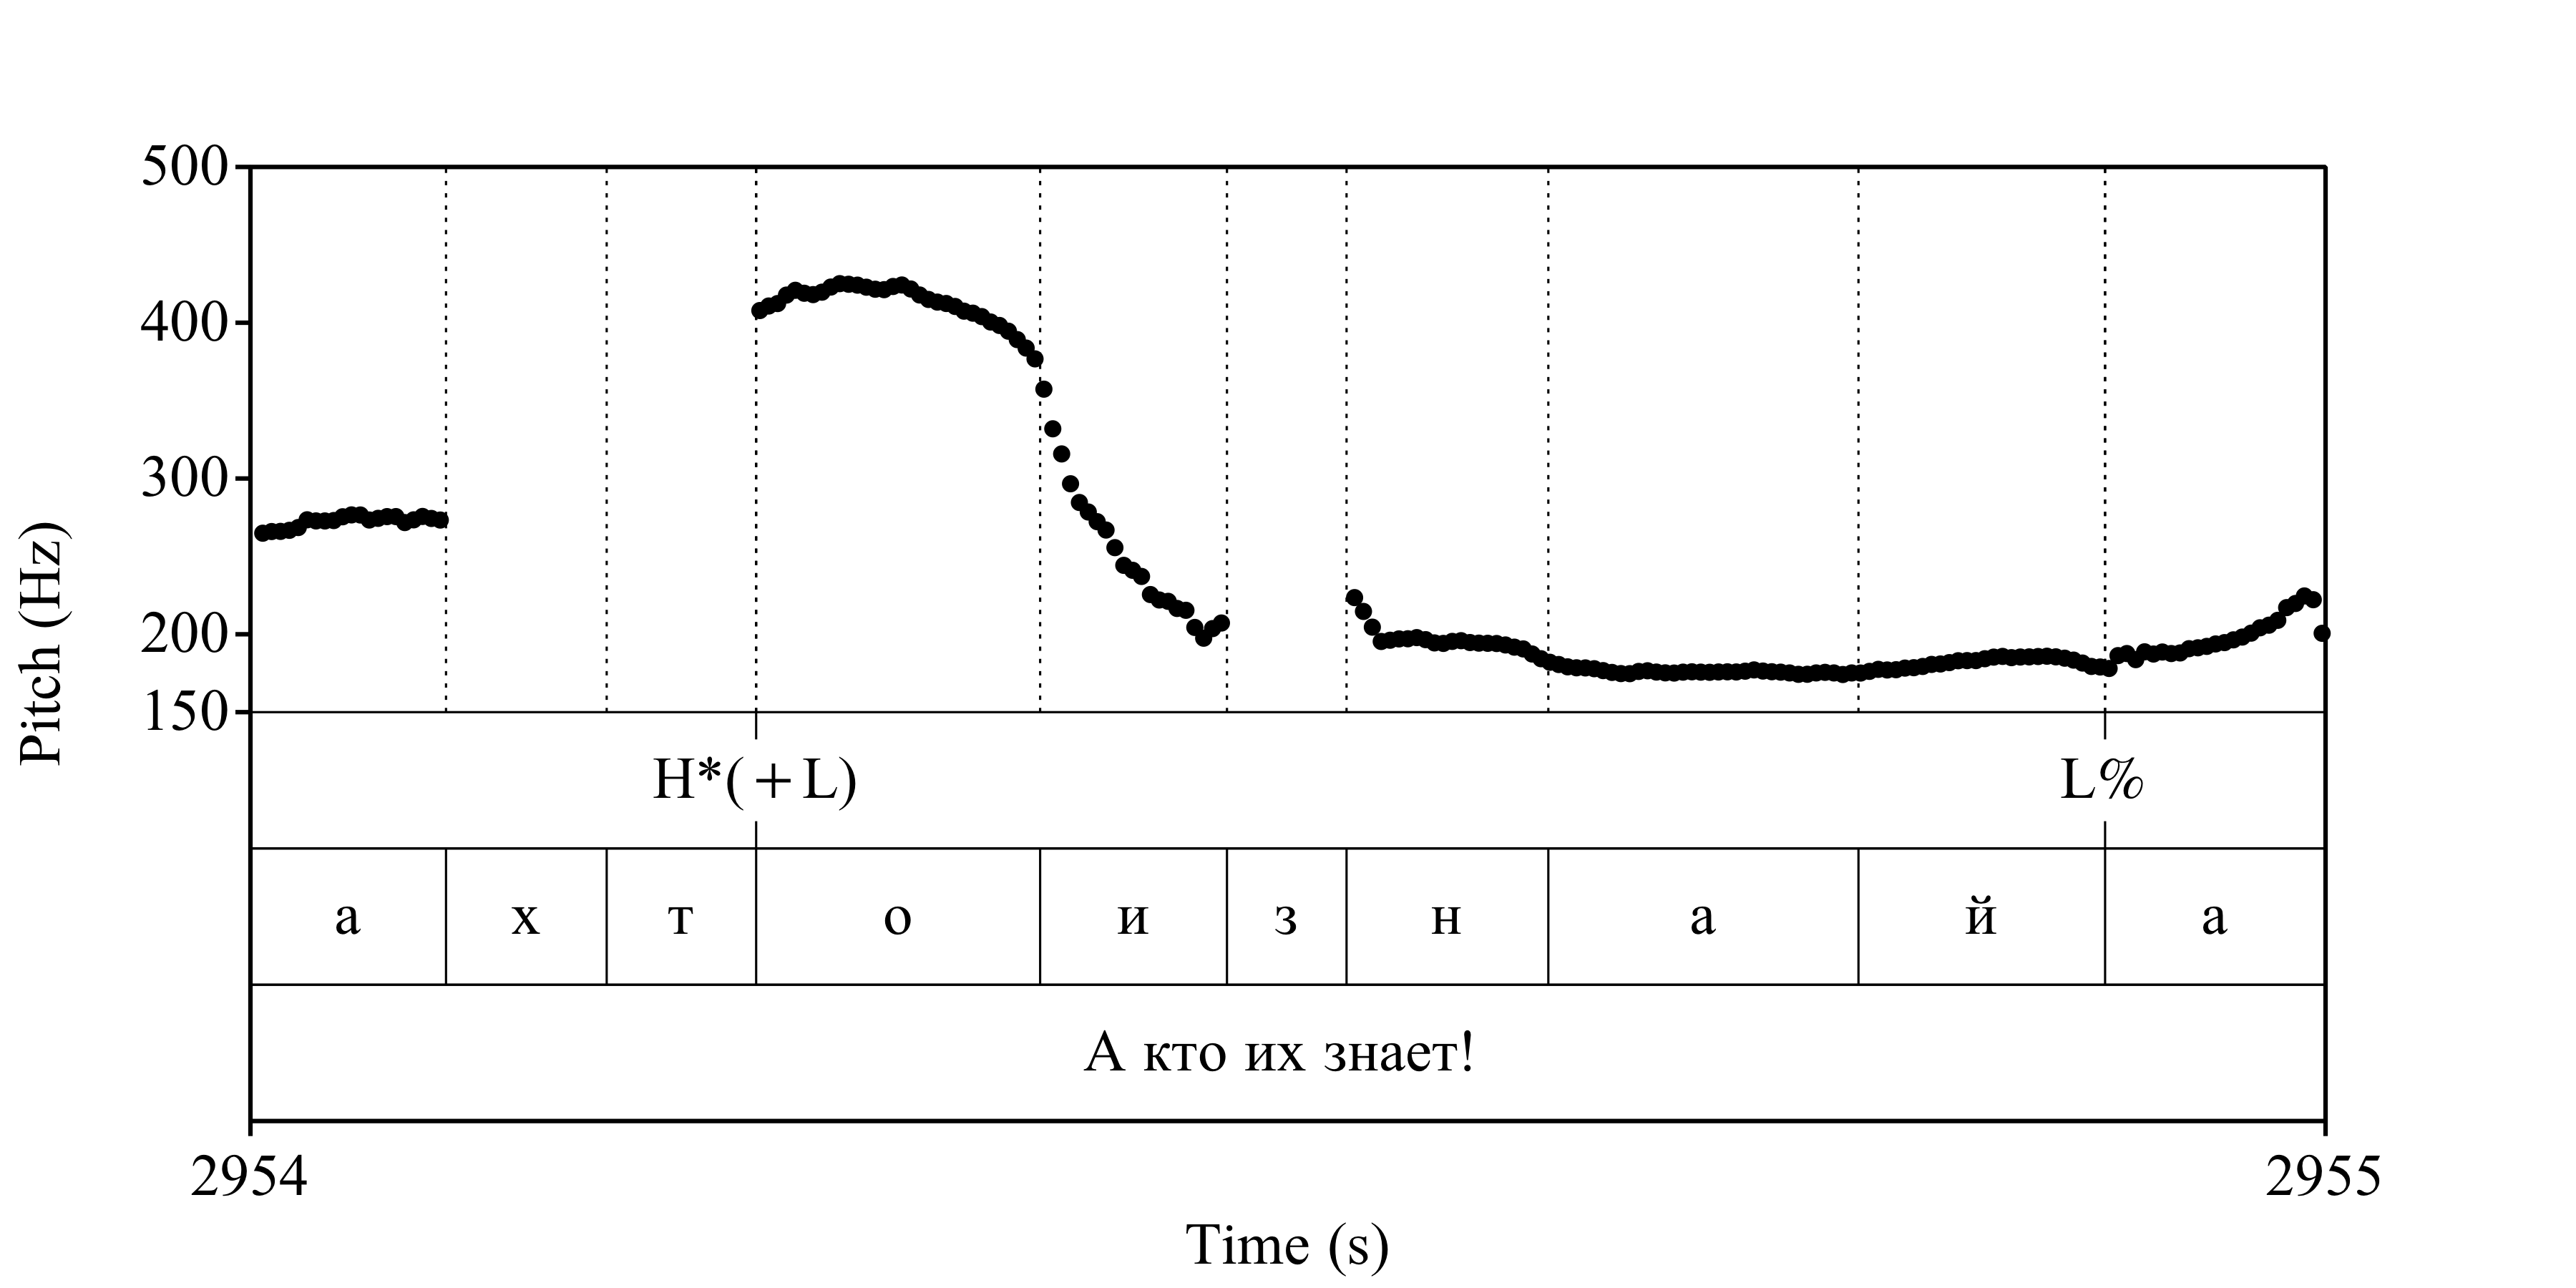 500
400
300
200
150
Pitch (Hz)
H*(+L) L%
а х т о и з н а й а
А кто их знает!
2954 2955
Time (s)